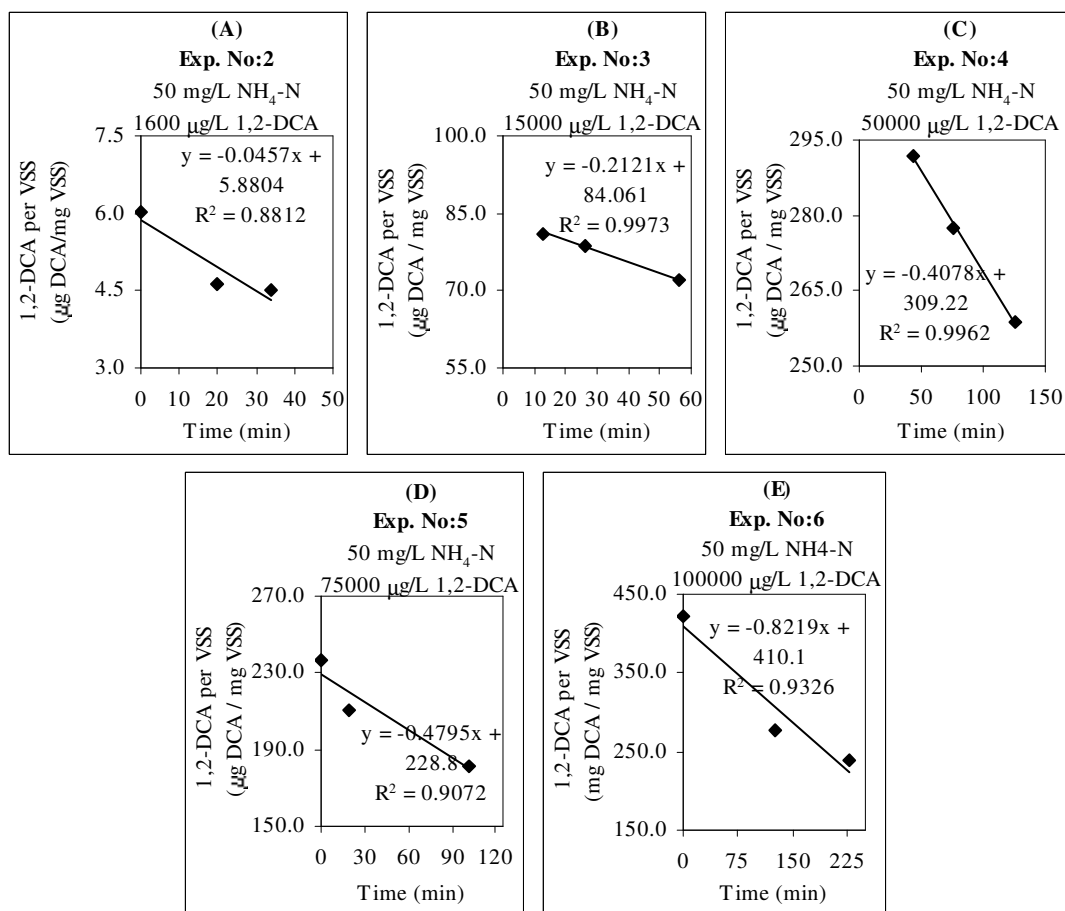 (A)
Exp. No:2
50 mg/L NH4-N
1600 µg/L 1,2-DCA
1,2-DCA per VSS
(µg DCA/mg VSS)
7.5
6.0
4.5
3.0
y = -0.0457x +
5.8804
R² = 0.8812
0 10 20 30 40 50
Time (min)
(B)
Exp. No:3
50 mg/L NH4-N
15000 µg/L 1,2-DCA
1,2-DCA per VSS
(µg DCA / mg VSS)
100.0
85.0
70.0
55.0
y = -0.2121x +
84.061
R² = 0.9973
0 10 20 30 40 50 60
Time (min)
(C)
Exp. No:4
50 mg/L NH4-N
50000 µg/L 1,2-DCA
1,2-DCA per VSS
(µg DCA / mg VSS)
295.0
280.0
265.0
250.0
y = -0.4078x +
309.22
R² = 0.9962
0 50 100 150
Time (min)
(D)
Exp. No:5
50 mg/L NH4-N
75000 µg/L 1,2-DCA
1,2-DCA per VSS
(µg DCA / mg VSS)
270.0
230.0
190.0
150.0
y = -0.4795x +
228.8
R² = 0.9072
0 30 60 90 120
Time (min)
(E)
Exp. No:6
50 mg/L NH4-N
100000 µg/L 1,2-DCA
1,2-DCA per VSS
(mg DCA / mg VSS)
450.0
350.0
250.0
150.0
y = -0.8219x +
410.1
R² = 0.9326
0 75 150 225
Time (min)